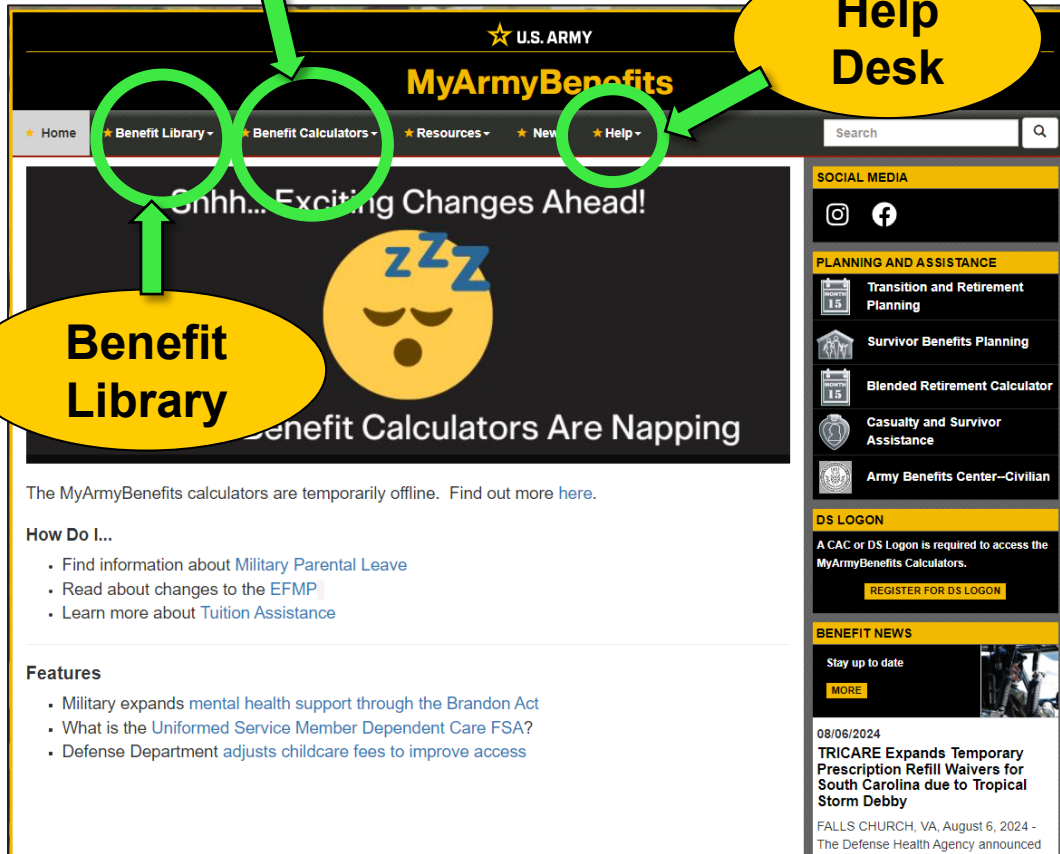 U.S. ARMY
Help
Desk
MyArmyBenefits
Home
Benefit Library
Benefit Calculators
Resources
New
Help
Search
Shhh... Exciting Changes Ahead!
zzz
Benefit
Library
Benefit Calculators Are Napping
The MyArmyBenefits calculators are temporarily offline. Find out more here.
How Do I...
Find information about Military Parental Leave
Read about changes to the EFMP
Learn more about Tuition Assistance
Features
Military expands mental health support through the Brandon Act
What is the Uniformed Service Member Dependent Care FSA?
Defense Department adjusts childcare fees to improve access
SOCIAL MEDIA
PLANNING AND ASSISTANCE
MONTH
15
Transition and Retirement
Planning
Survivor Benefits Planning
MONTH
15
Blended Retirement Calculator
Casualty and Survivor
Assistance
Army Benefits Center--Civilian
DS LOGON
A CAC or DS Logon is required to access the
MyArmyBenefits Calculators.
REGISTER FOR DS LOGON
BENEFIT NEWS
Stay up to date
MORE
08/06/2024
TRICARE Expands Temporary
Prescription Refill Waivers for
South Carolina due to Tropical
Storm Debby
FALLS CHURCH, VA, August 6, 2024 -
The Defense Health Agency announced